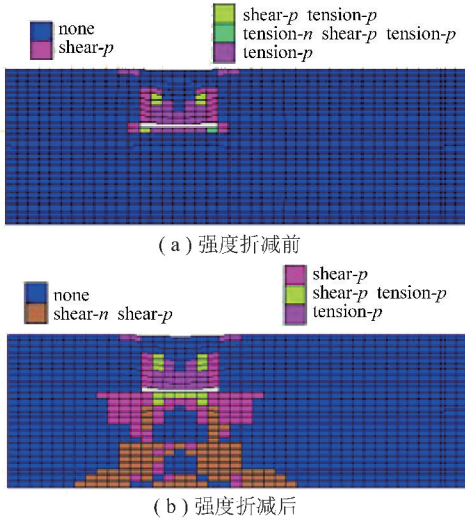 none
shear-p
shear-p tension-p
tension-n shear-p tension-p
tension-p
( a ) 强度折减前
none
shear-n shear-p
shear-p
shear-p tension-p
tension-p
( b ) 强度折减后